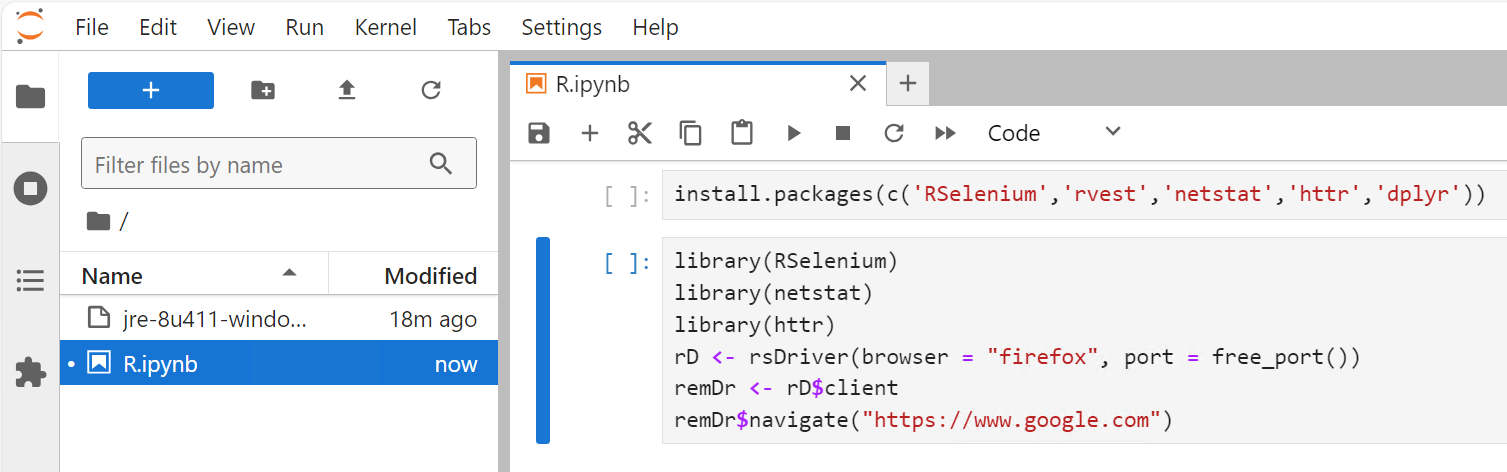 File Edit View Run Kernel Tabs Settings Help
R.ipynb
Code
Filter files by name
/
Name Modified
jre-8u411-windo... 18m ago
R.ipynb now
[ ]: install.packages(c('RSelenium','rvest','netstat','httr','dplyr'))
[ ]: library(RSelenium)
library(netstat)
library(httr)
rD <- rsDriver(browser = "firefox", port = free_port())
remDr <- rD$client
remDr$navigate("https://www.google.com")